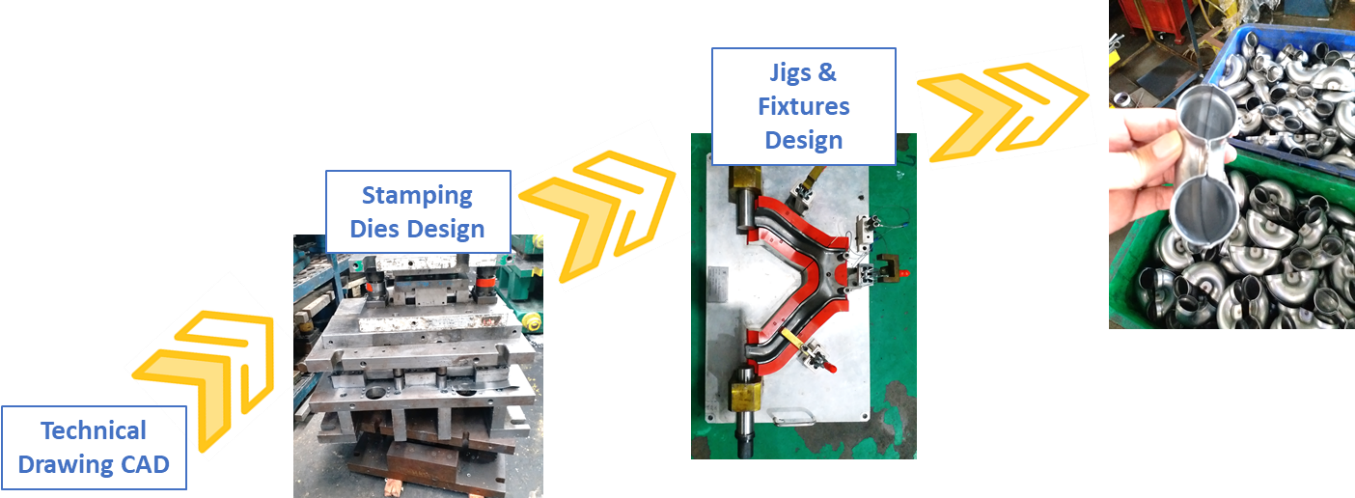 Technical
Drawing CAD
Stamping
Dies Design
Jigs &
Fixtures
Design